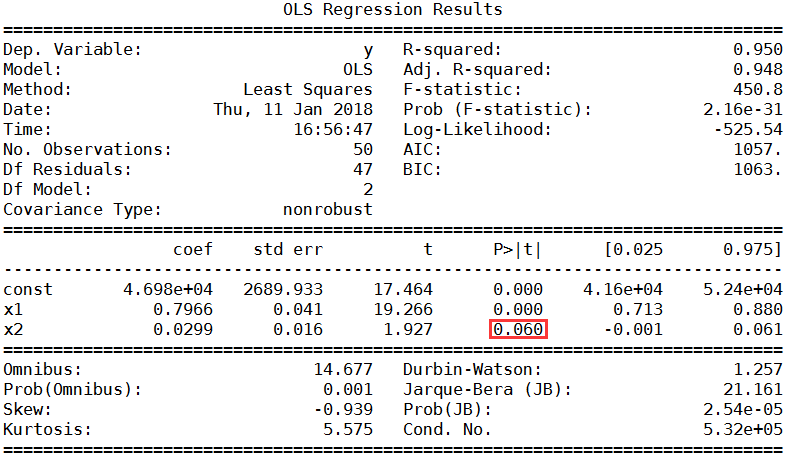 OLS Regression Results
==============================================================================
Dep. Variable:                      y   R-squared:                       0.950
Model:                            OLS   Adj. R-squared:                  0.948
Method:                 Least Squares   F-statistic:                     450.8
Date:                Thu, 11 Jan 2018   Prob (F-statistic):           2.16e-31
Time:                        16:56:47   Log-Likelihood:                -525.54
No. Observations:                  50   AIC:                             1057.
Df Residuals:                      47   BIC:                             1063.
Df Model:                           2
Covariance Type:            nonrobust
==============================================================================
                 coef    std err          t      P>|t|      [0.025      0.975]
------------------------------------------------------------------------------
const       4.698e+04   2689.933     17.464      0.000    4.16e+04    5.24e+04
x1             0.7966      0.041     19.266      0.000       0.713       0.880
x2             0.0299      0.016      1.927      0.060      -0.001       0.061
==============================================================================
Omnibus:                       14.677   Durbin-Watson:                   1.257
Prob(Omnibus):                  0.001   Jarque-Bera (JB):               21.161
Skew:                          -0.939   Prob(JB):                     2.54e-05
Kurtosis:                       5.575   Cond. No.                     5.32e+05
==============================================================================